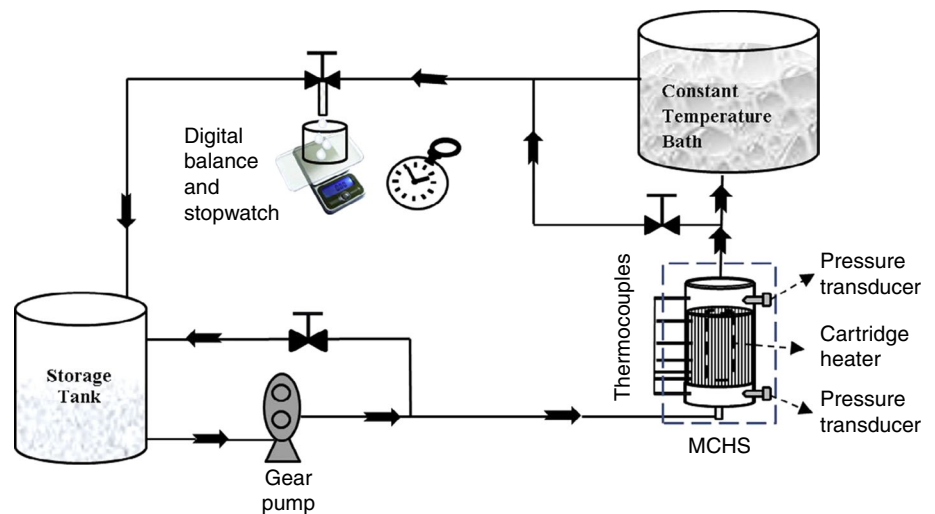 Constant
Temperature
Bath
Digital
balance
and
stopwatch
Thermocouples
Pressure
transducer
Cartridge
heater
Pressure
transducer
MCHS
Storage
Tank
Gear
pump